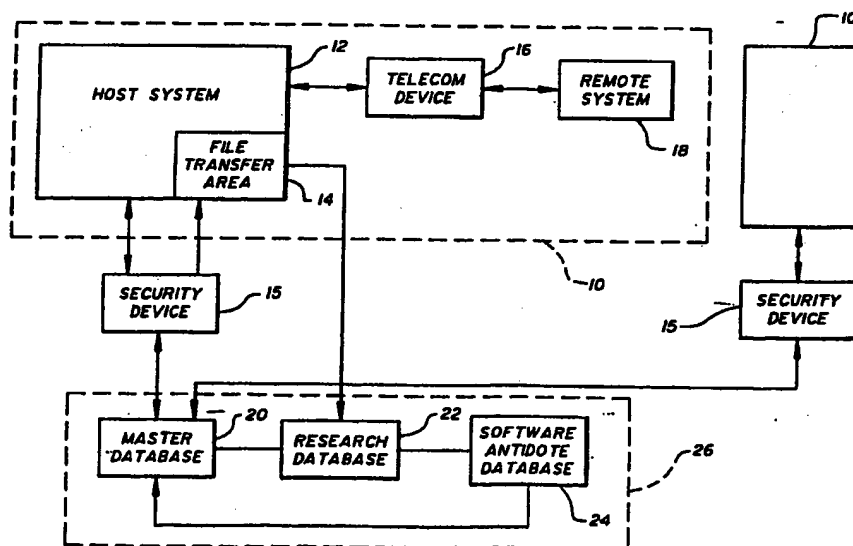 12
HOST SYSTEM
TELECOM
DEVICE
16
REMOTE
SYSTEM
18
FILE
TRANSFER
AREA
14
10
10
SECURITY
DEVICE
15
15
SECURITY
DEVICE
MASTER
DATABASE
20
RESEARCH
DATABASE
22
SOFTWARE
ANTIDOTE
DATABASE
24
26